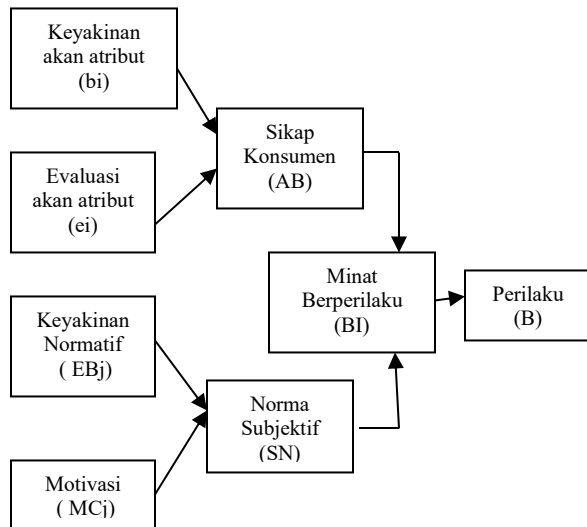 Keyakinan
akan atribut
(bi)
Evaluasi
akan atribut
(ei)
Sikap
Konsumen
(AB)
Keyakinan
Normatif
( EBj)
Motivasi
( MCj)
Norma
Subjektif
(SN)
Minat
Berperilaku
(BI)
Perilaku
(B)